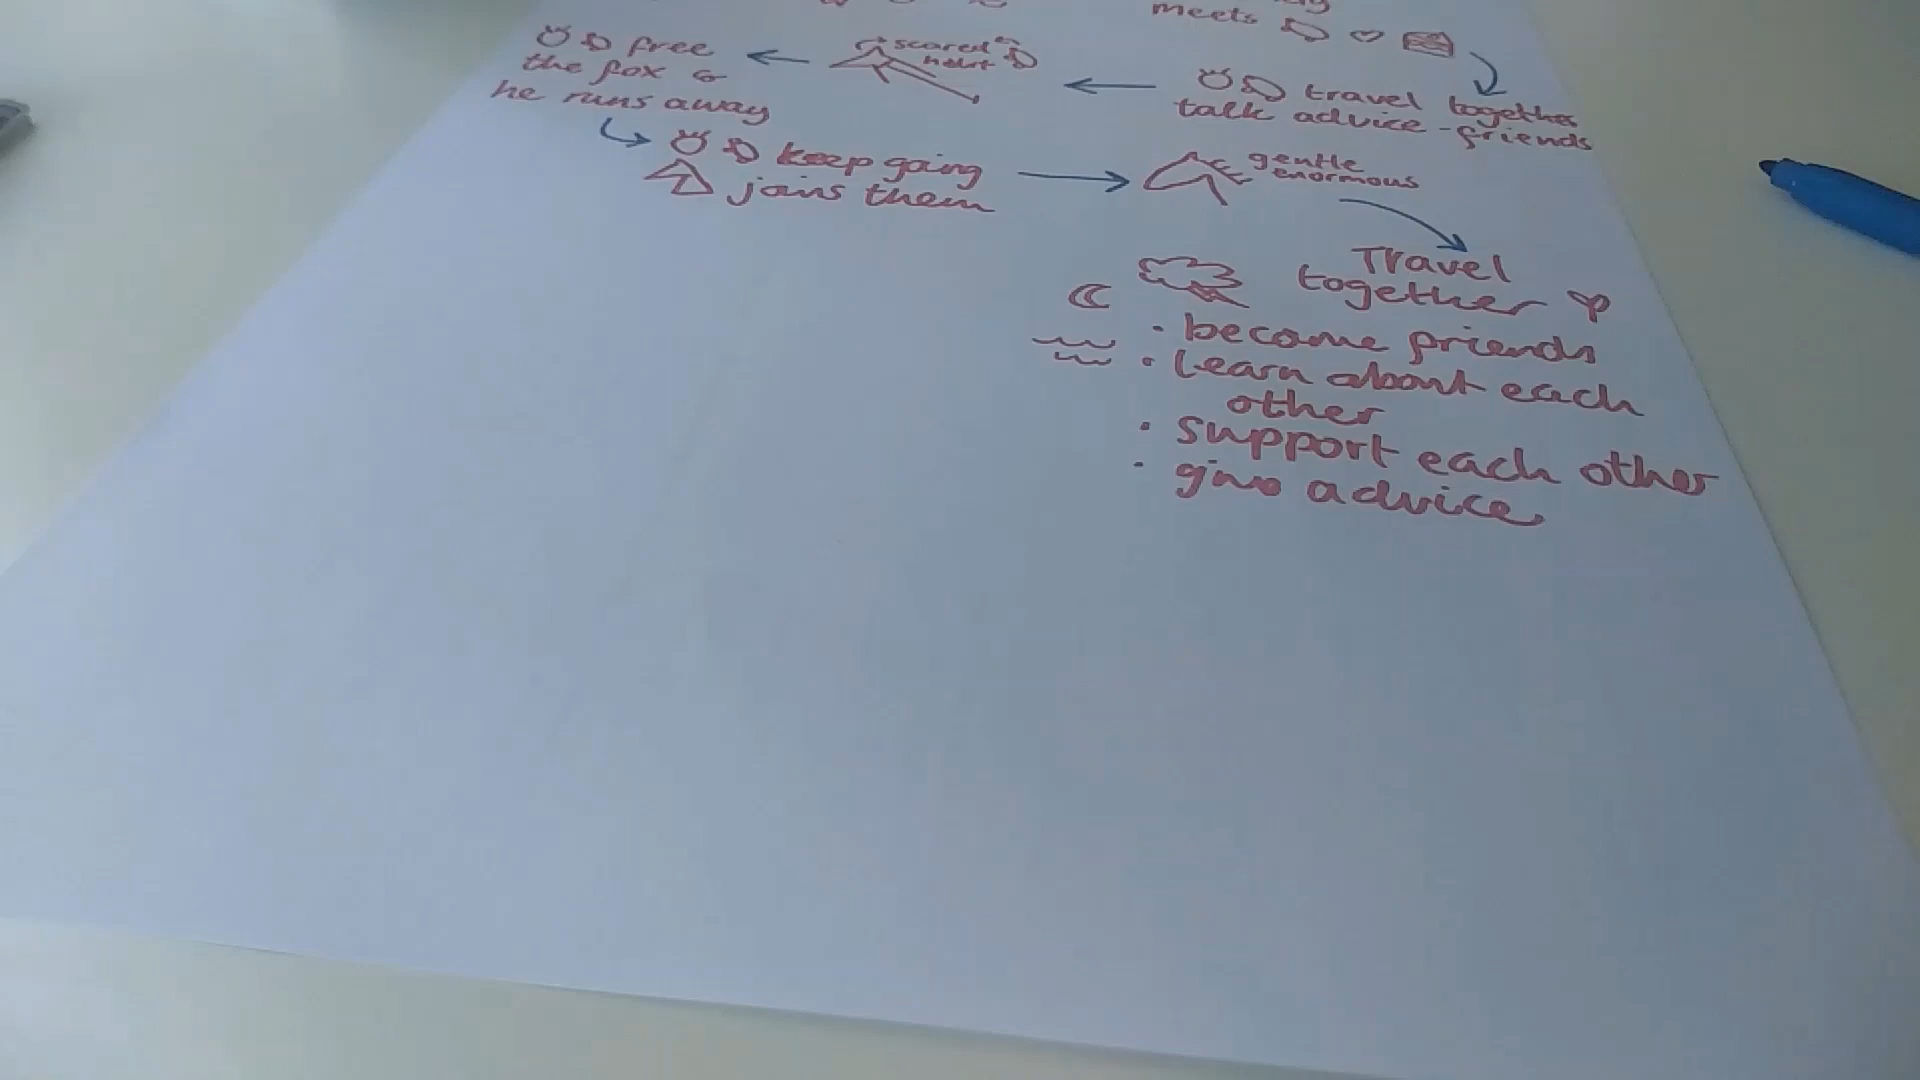 meets
travel together
talk advice - friends
scared
free
the fox &
he runs away
keep going
joins them
gentle
enormous
Travel
together
• become friends
• learn about each
other
• support each other
• give advice